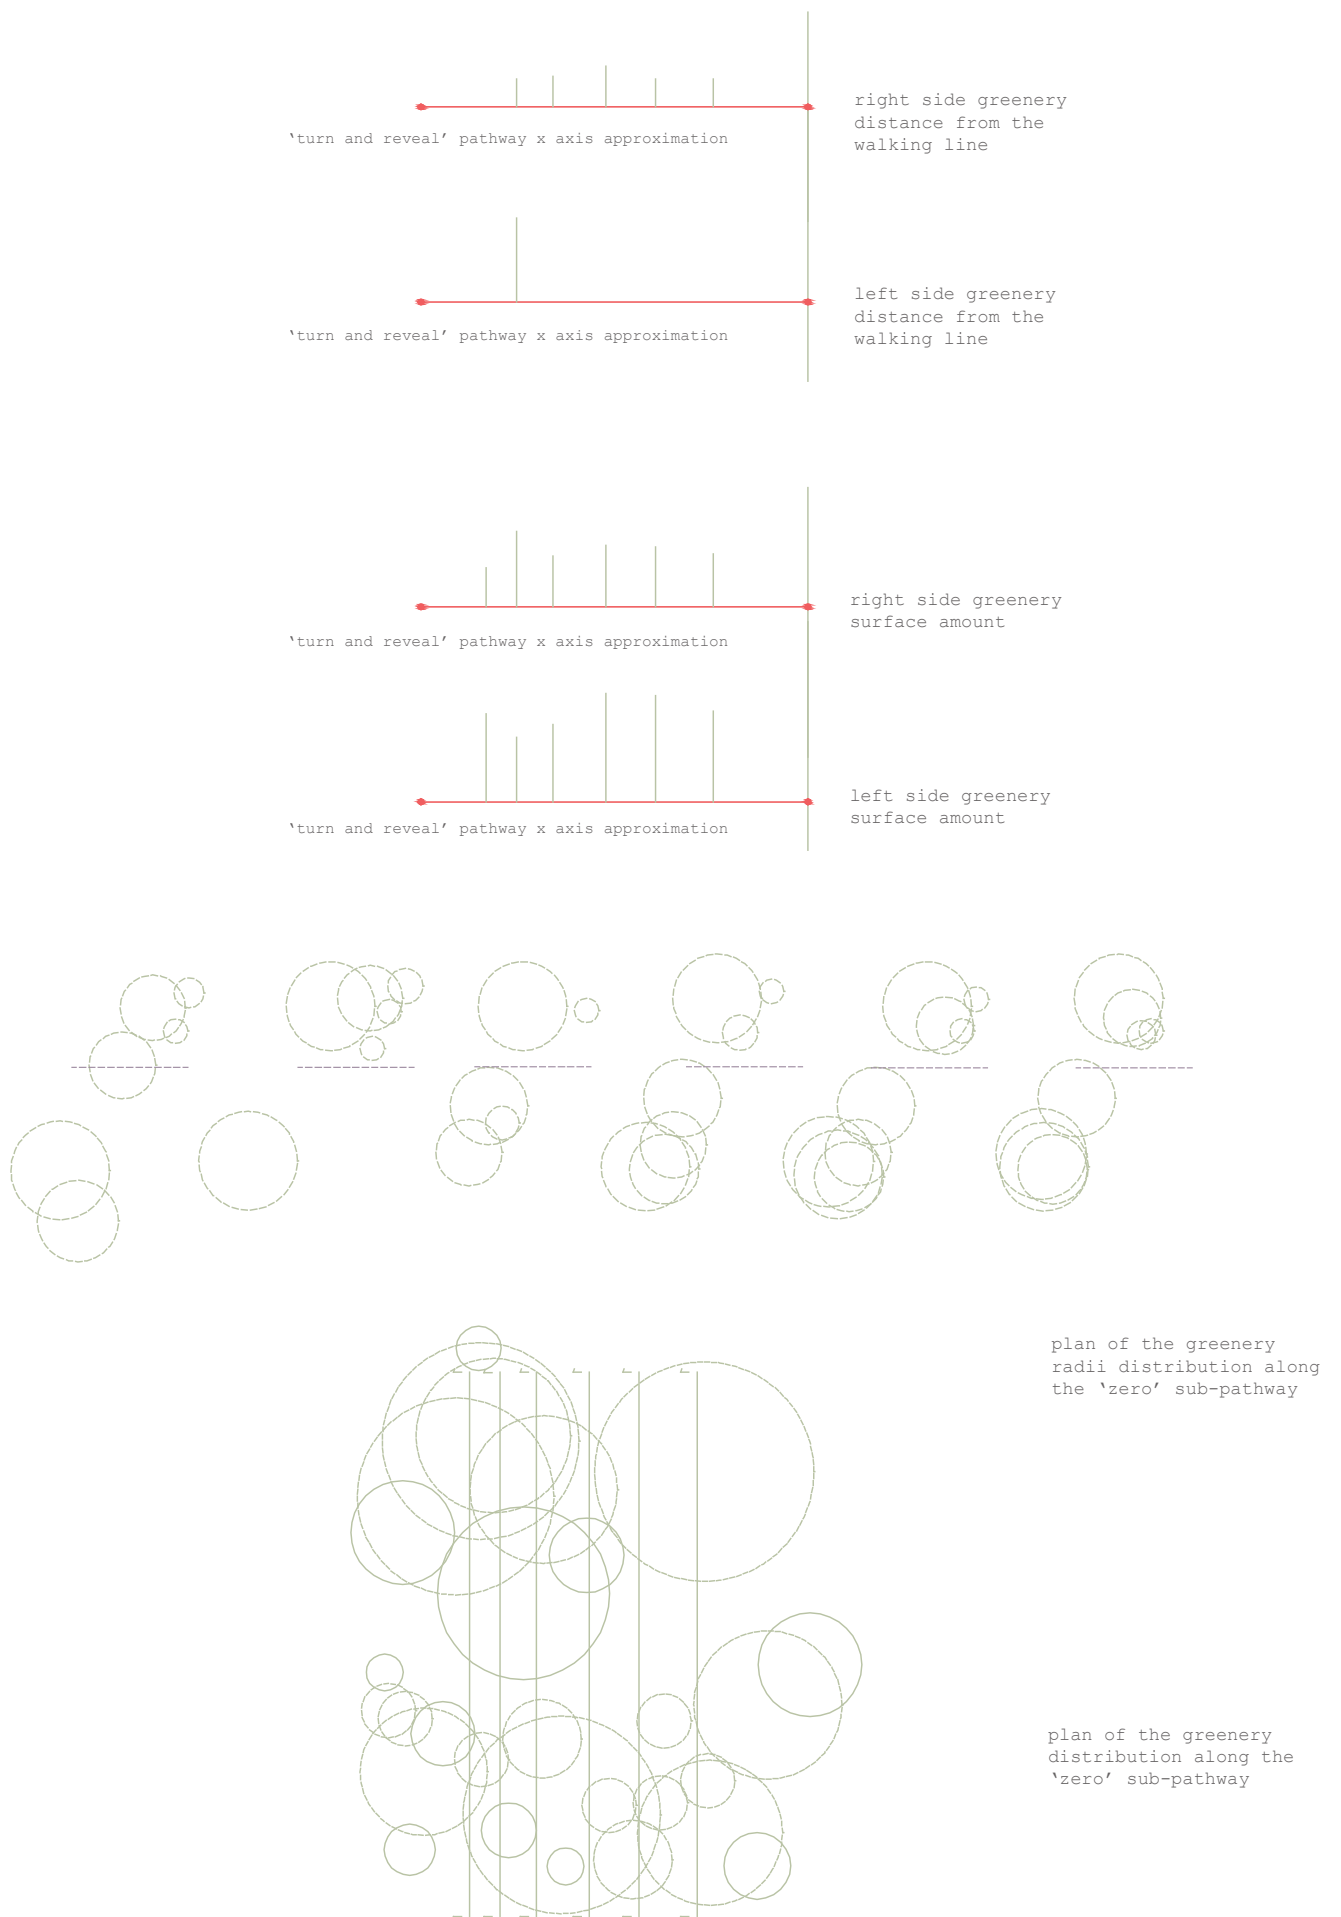 right side greenery
distance from the
walking line
‘turn and reveal’ pathway x axis approximation
left side greenery
distance from the
walking line
‘turn and reveal’ pathway x axis approximation
right side greenery
surface amount
‘turn and reveal’ pathway x axis approximation
left side greenery
surface amount
‘turn and reveal’ pathway x axis approximation
plan of the greenery
radii distribution along
the ‘zero’ sub-pathway
plan of the greenery
distribution along the
‘zero’ sub-pathway